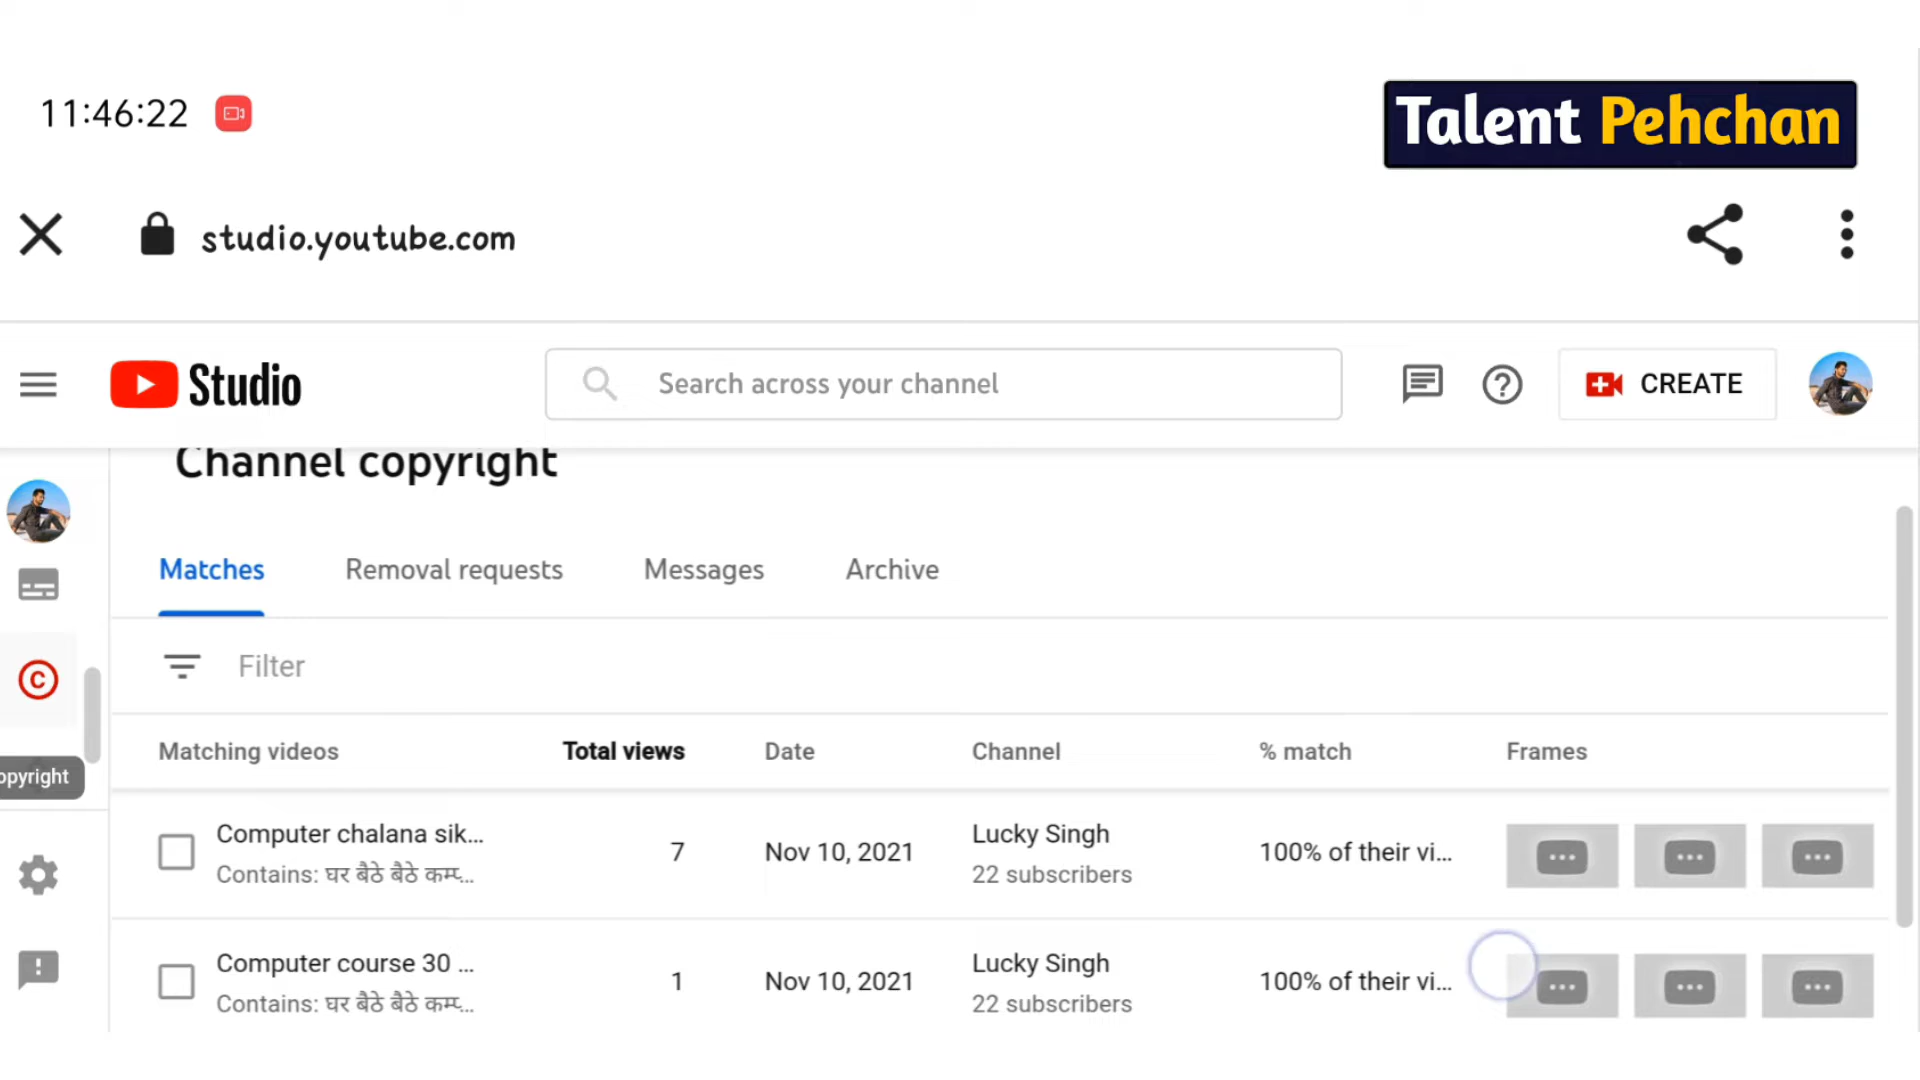 11:46:22
Talent Pehchan
studio.youtube.com
Studio
Search across your channel
CREATE
Channel copyright
Matches Removal requests Messages Archive
Filter
opyright
Matching videos Total views Date Channel % match Frames
Computer chalana sik... 7 Nov 10, 2021 Lucky Singh 100% of their vi...
Contains: घर बैठे बैठे कम्प्... 22 subscribers
Computer course 30 ... 1 Nov 10, 2021 Lucky Singh 100% of their vi...
Contains: घर बैठे बैठे कम्प्... 22 subscribers